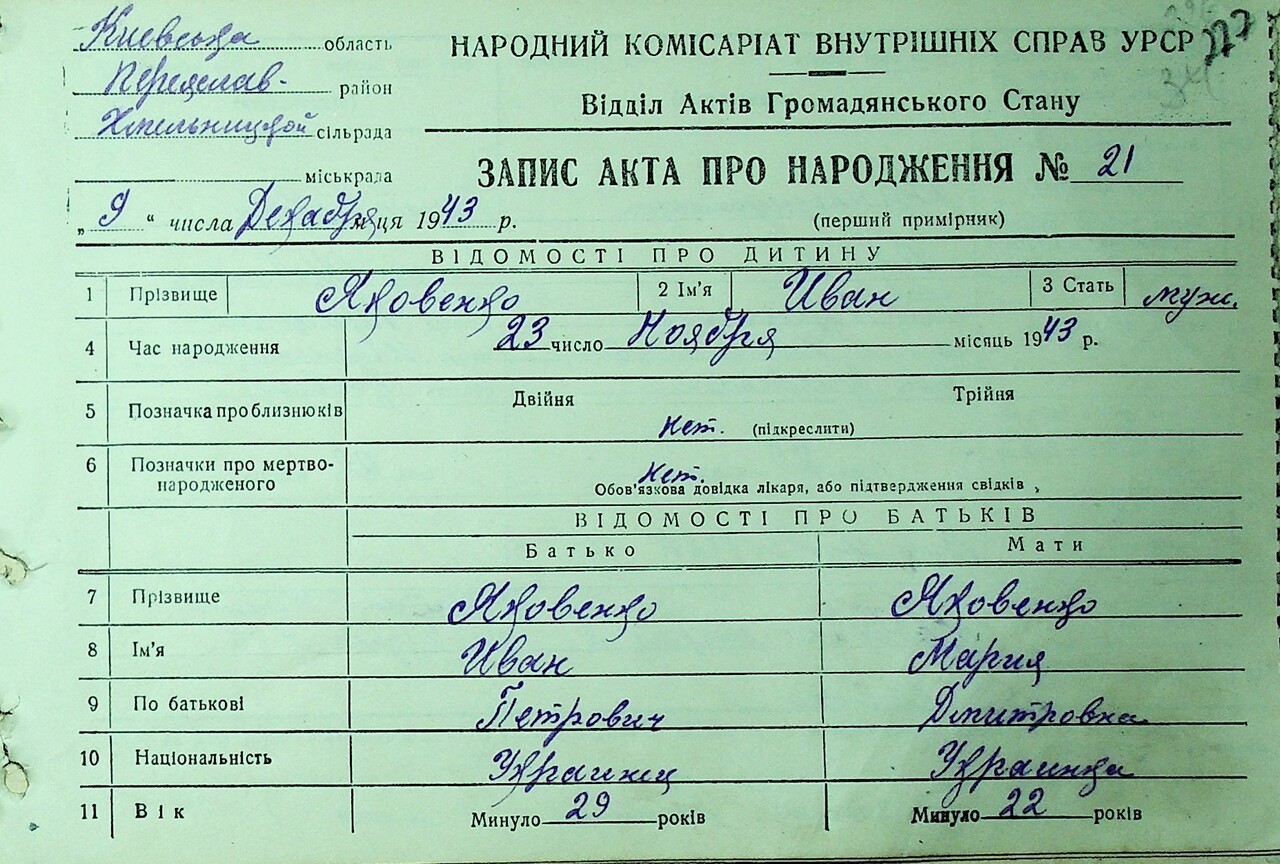 Киевська область
Переяслав- район
Хмельницкой сільрада
міськрада
„ 9 “ числа Декабря м-ця 1943 р.
НАРОДНИЙ КОМІСАРІАТ ВНУТРІШНІХ СПРАВ УРСР
Відділ Актів Громадянського Стану
ЗАПИС АКТА ПРО НАРОДЖЕННЯ № 21
(перший примірник)
ВІДОМОСТІ ПРО ДИТИНУ
1 Прізвище Яковенко 2 Ім'я Иван 3 Стать муж.
4 Час народження 23 число Ноября місяць 1943 р.
5 Позначка про близнюків Двійня Трійня
Нет. (підкреслити)
6 Позначки про мертво-
народженого Нет.
Обов'язкова довідка лікаря, або підтвердження свідків
ВІДОМОСТІ ПРО БАТЬКІВ
Батько Мати
7 Прізвище Яковенко Яковенко
8 Ім'я Иван Мария
9 По батькові Петрович Дмитровна
10 Національність Украинец Украинка
11 Вік Минуло 29 років Минуло 22 років